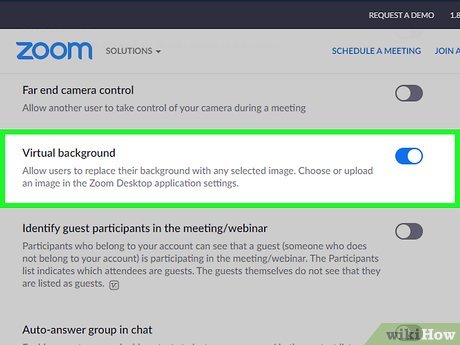 REQUEST A DEMO 1.8
zoom SOLUTIONS SCHEDULE A MEETING JOIN A
Far end camera control
Allow another user to take control of your camera during a meeting
Virtual background
Allow users to replace their background with any selected image. Choose or upload
an image in the Zoom Desktop application settings.
Identify guest participants in the meeting/webinar
Participants who belong to your account can see that a guest (someone who
does not belong to your account) is participating in the meeting/webinar. The Participants
list indicates which attendees are guests. The guests themselves do not see that they
are listed as guests.
Auto-answer group in chat
wikiHow